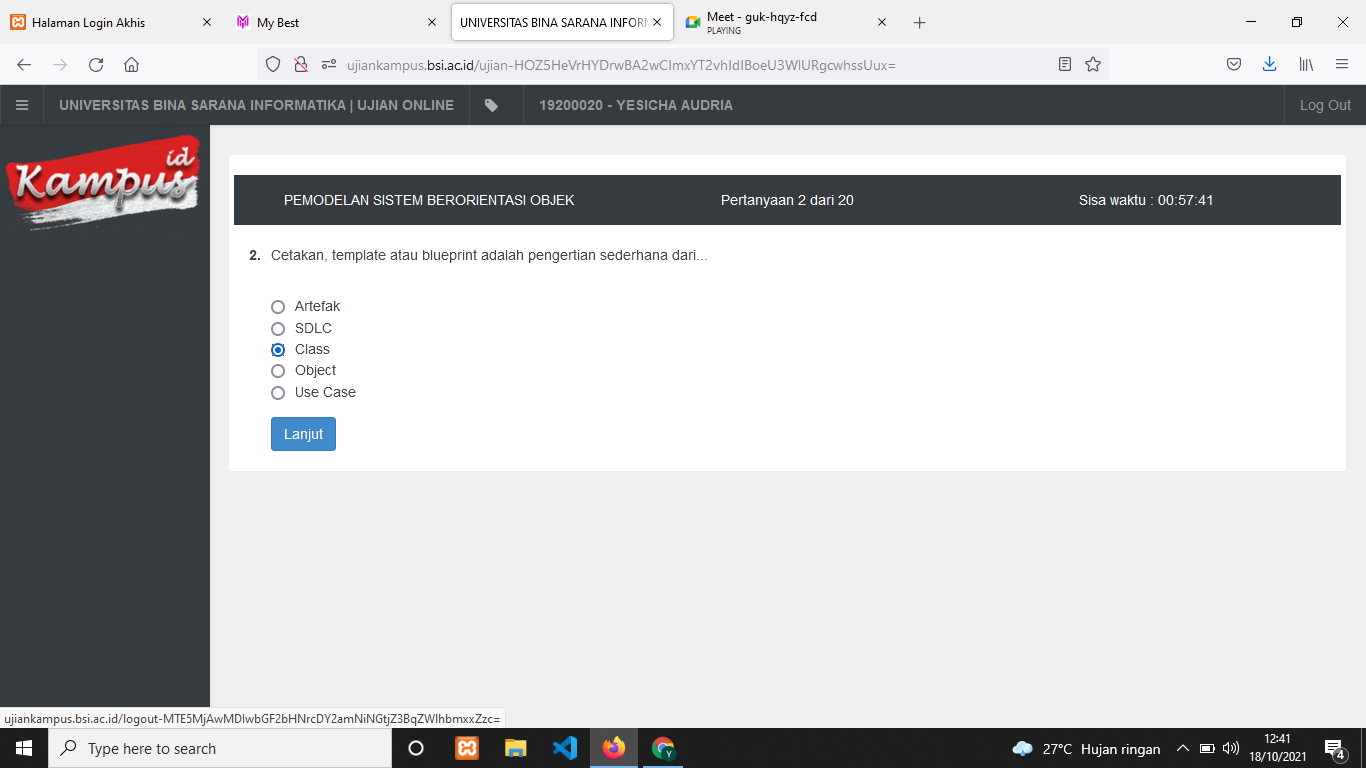 Halaman Login Akhis
My Best
UNIVERSITAS BINA SARANA INFORM
Meet - guk-hqyz-fcd
PLAYING
ujiankampus.bsi.ac.id/ujian-HOZ5HeVrHYDrwBA2wCImxYT2vhIdIBoeU3WlURgcwhssUux=
UNIVERSITAS BINA SARANA INFORMATIKA | UJIAN ONLINE
19200020 - YESICHA AUDRIA
Log Out
Kampus id
PEMODELAN SISTEM BERORIENTASI OBJEK
Pertanyaan 2 dari 20
Sisa waktu : 00:57:41
2. Cetakan, template atau blueprint adalah pengertian sederhana dari...
Artefak
SDLC
Class
Object
Use Case
Lanjut
ujiankampus.bsi.ac.id/logout-MTE5MjAwMDIwbGF2bHNrcDY2amNiNGtjZ3BqZWlhbmxxZzc=
Type here to search
27°C Hujan ringan
12:41
18/10/2021
4